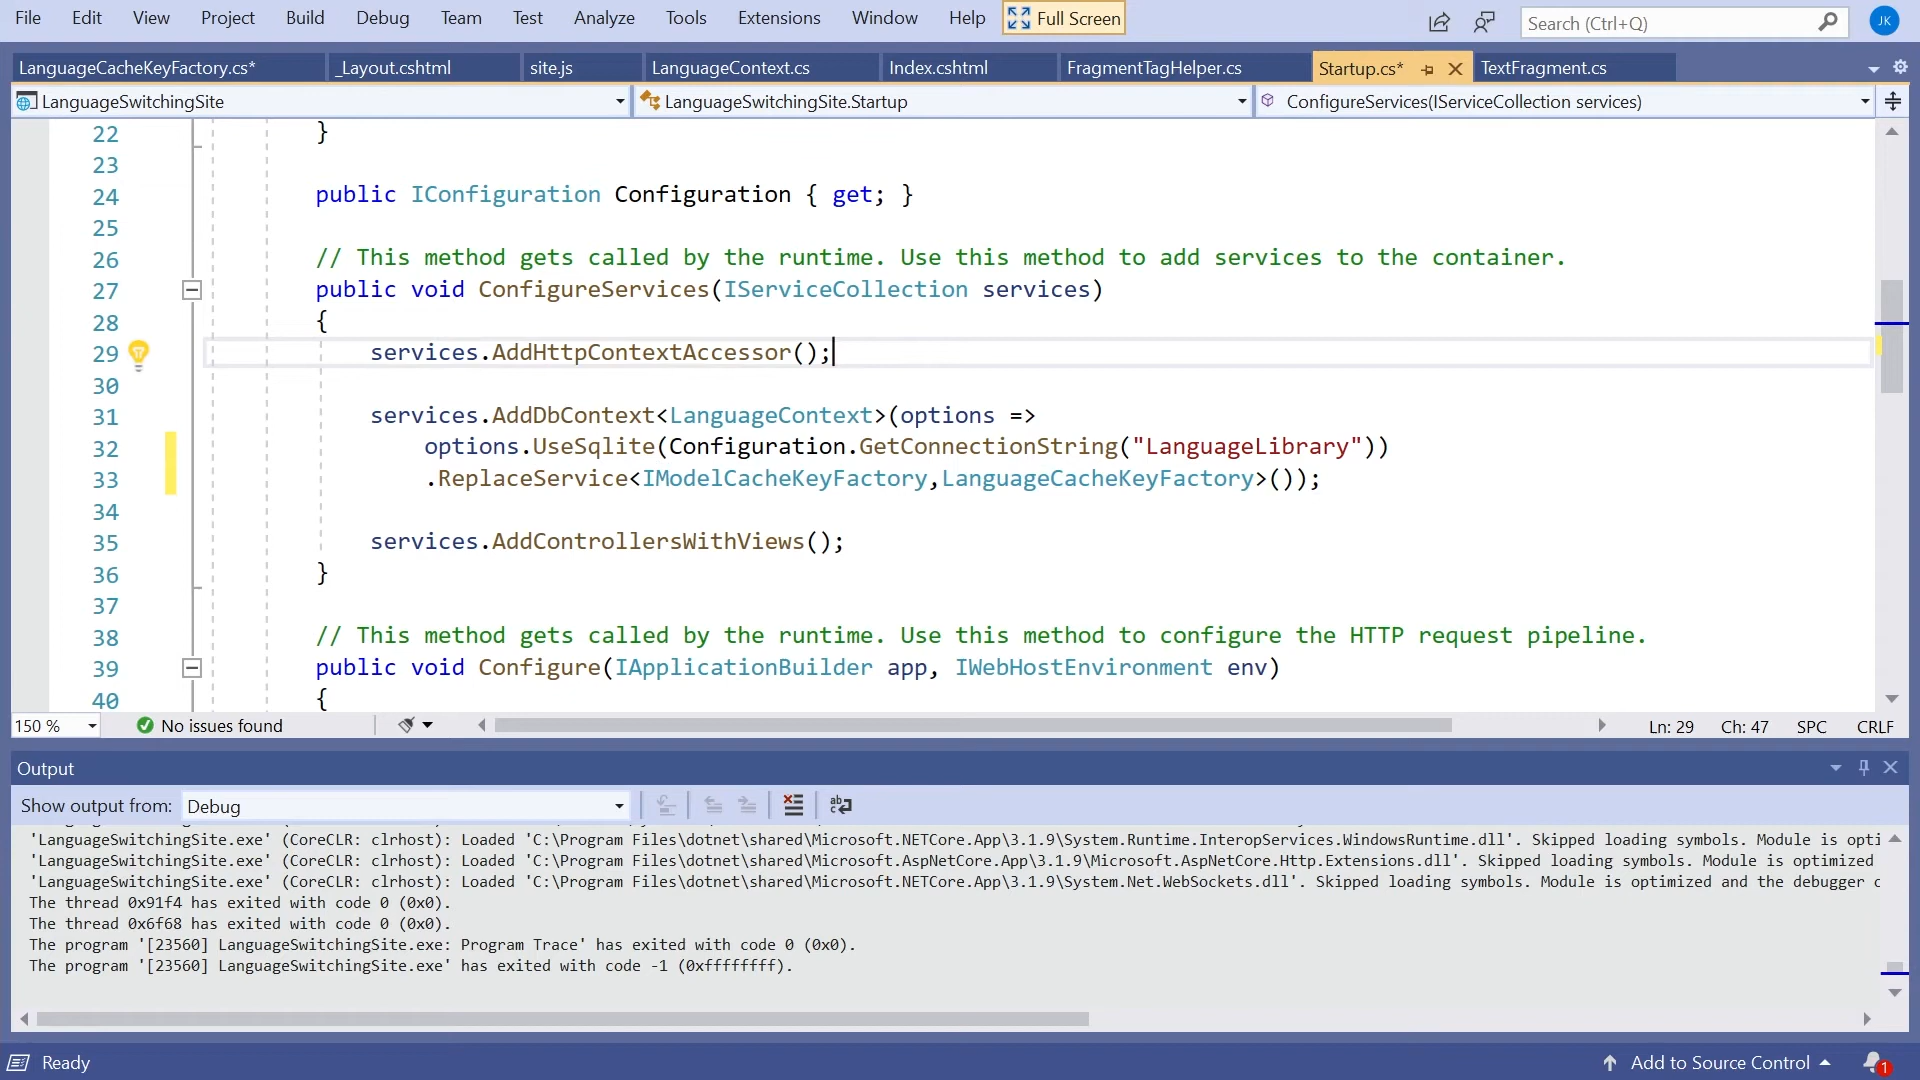 File Edit View Project Build Debug Team Test Analyze Tools Extensions Window Help Full Screen Search (Ctrl+Q) JK
LanguageCacheKeyFactory.cs* _Layout.cshtml site.js LanguageContext.cs Index.cshtml FragmentTagHelper.cs Startup.cs* TextFragment.cs
LanguageSwitchingSite LanguageSwitchingSite.Startup ConfigureServices(IServiceCollection services)
22 }
23
24 public IConfiguration Configuration { get; }
25
26 // This method gets called by the runtime. Use this method to add services to the container.
27 public void ConfigureServices(IServiceCollection services)
28 {
29 services.AddHttpContextAccessor();
30
31 services.AddDbContext<LanguageContext>(options =>
32 options.UseSqlite(Configuration.GetConnectionString("LanguageLibrary"))
33 .ReplaceService<IModelCacheKeyFactory,LanguageCacheKeyFactory>());
34
35 services.AddControllersWithViews();
36 }
37
38 // This method gets called by the runtime. Use this method to configure the HTTP request pipeline.
39 public void Configure(IApplicationBuilder app, IWebHostEnvironment env)
40 {
150 % No issues found Ln: 29 Ch: 47 SPC CRLF
Output
Show output from: Debug
'LanguageSwitchingSite.exe' (CoreCLR: clrhost): Loaded 'C:\Program Files\dotnet\shared\Microsoft.NETCore.App\3.1.9\System.Runtime.InteropServices.WindowsRuntime.dll'. Skipped loading symbols. Module is opti
'LanguageSwitchingSite.exe' (CoreCLR: clrhost): Loaded 'C:\Program Files\dotnet\shared\Microsoft.AspNetCore.App\3.1.9\Microsoft.AspNetCore.Http.Extensions.dll'. Skipped loading symbols. Module is optimized
'LanguageSwitchingSite.exe' (CoreCLR: clrhost): Loaded 'C:\Program Files\dotnet\shared\Microsoft.NETCore.App\3.1.9\System.Net.WebSockets.dll'. Skipped loading symbols. Module is optimized and the debugger c
The thread 0x91f4 has exited with code 0 (0x0).
The thread 0x6f68 has exited with code 0 (0x0).
The program '[23560] LanguageSwitchingSite.exe: Program Trace' has exited with code 0 (0x0).
The program '[23560] LanguageSwitchingSite.exe' has exited with code -1 (0xffffffff).
Ready Add to Source Control 1